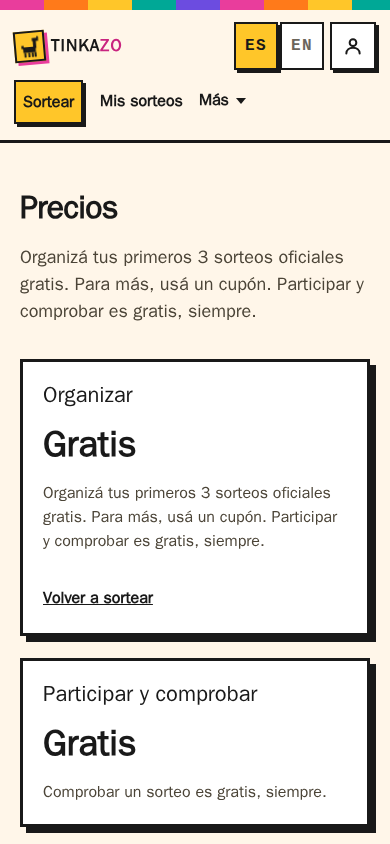 TINKAZO
ES
EN
Sortear
Mis sorteos
Más
Precios
Organizá tus primeros 3 sorteos oficiales
gratis. Para más, usá un cupón. Participar y
comprobar es gratis, siempre.
Organizar
Gratis
Organizá tus primeros 3 sorteos oficiales
gratis. Para más, usá un cupón. Participar
y comprobar es gratis, siempre.
Volver a sortear
Participar y comprobar
Gratis
Comprobar un sorteo es gratis, siempre.